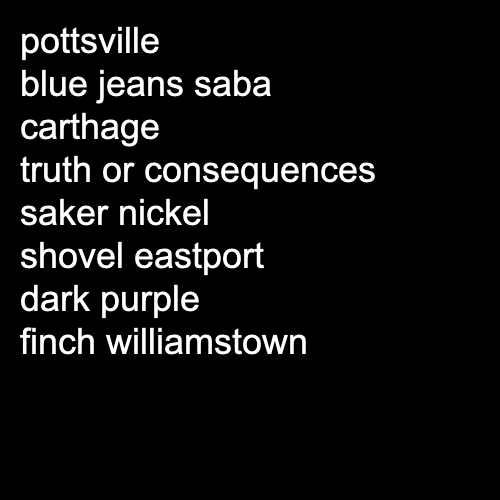 pottsville
blue jeans saba
carthage
truth or consequences
saker nickel
shovel eastport
dark purple
finch williamstown